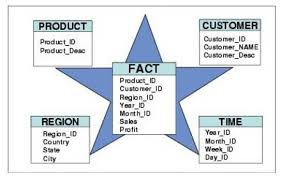 PRODUCT
Product_ID
Product_Desc
CUSTOMER
Customer_ID
Customer_NAME
Customer_Desc
FACT
Product_ID
Customer_ID
Region_ID
Year_ID
Month_ID
Sales
Profit
REGION
Region_ID
Country
State
City
TIME
Year_ID
Month_ID
Week_ID
Day_ID